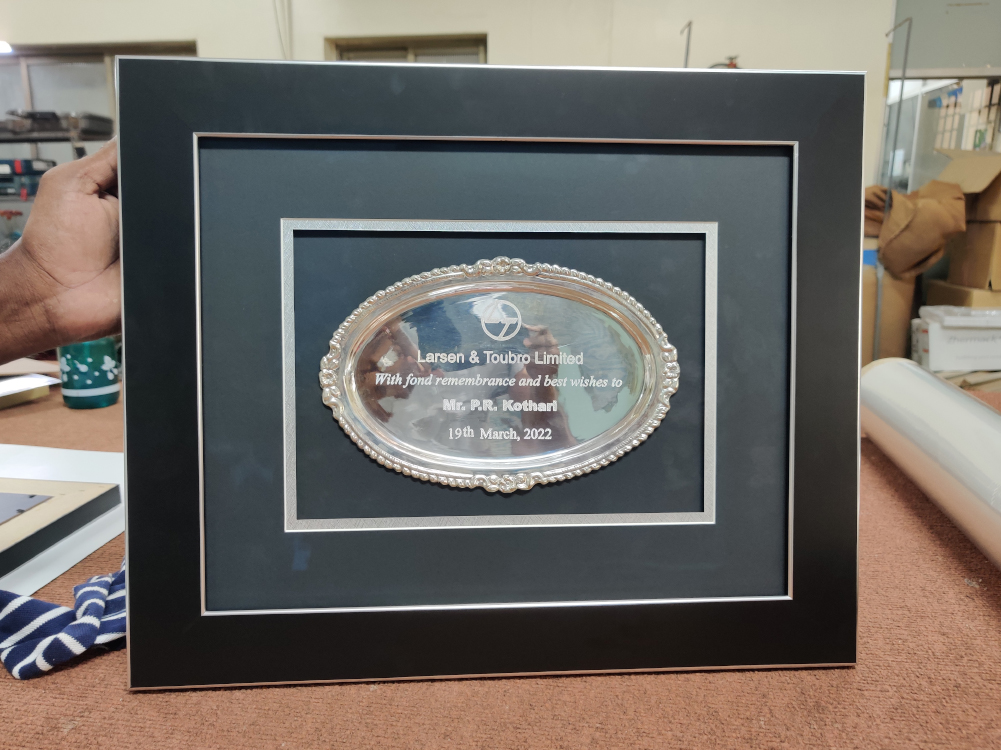 Larsen & Toubro Limited
With fond remembrance and best wishes to
Mr. P.R. Kothari
19th March, 2022